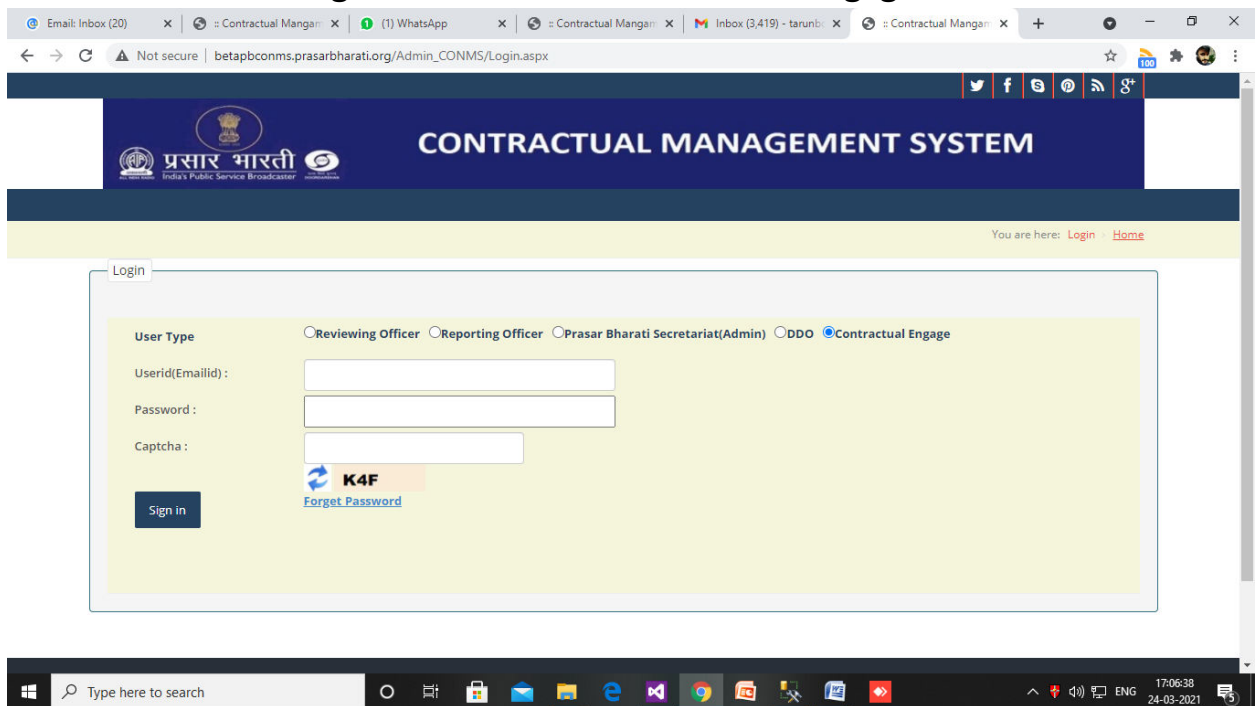 Email: Inbox (20)
:: Contractual Mangam
(1) WhatsApp
:: Contractual Mangam
Inbox (3,419) - tarunbc
:: Contractual Mangam
Not secure | betapbconms.prasarbharati.org/Admin_CONMS/Login.aspx
100
प्रसार भारती
India's Public Service Broadcaster
CONTRACTUAL MANAGEMENT SYSTEM
You are here: Login Home
Login
User Type
Reviewing Officer Reporting Officer Prasar Bharati Secretariat(Admin) DDO Contractual Engage
Userid(Emailid) :
Password :
Captcha :
K4F
Forget Password
Sign in
Type here to search
ENG
17:06:38
24-03-2021
5